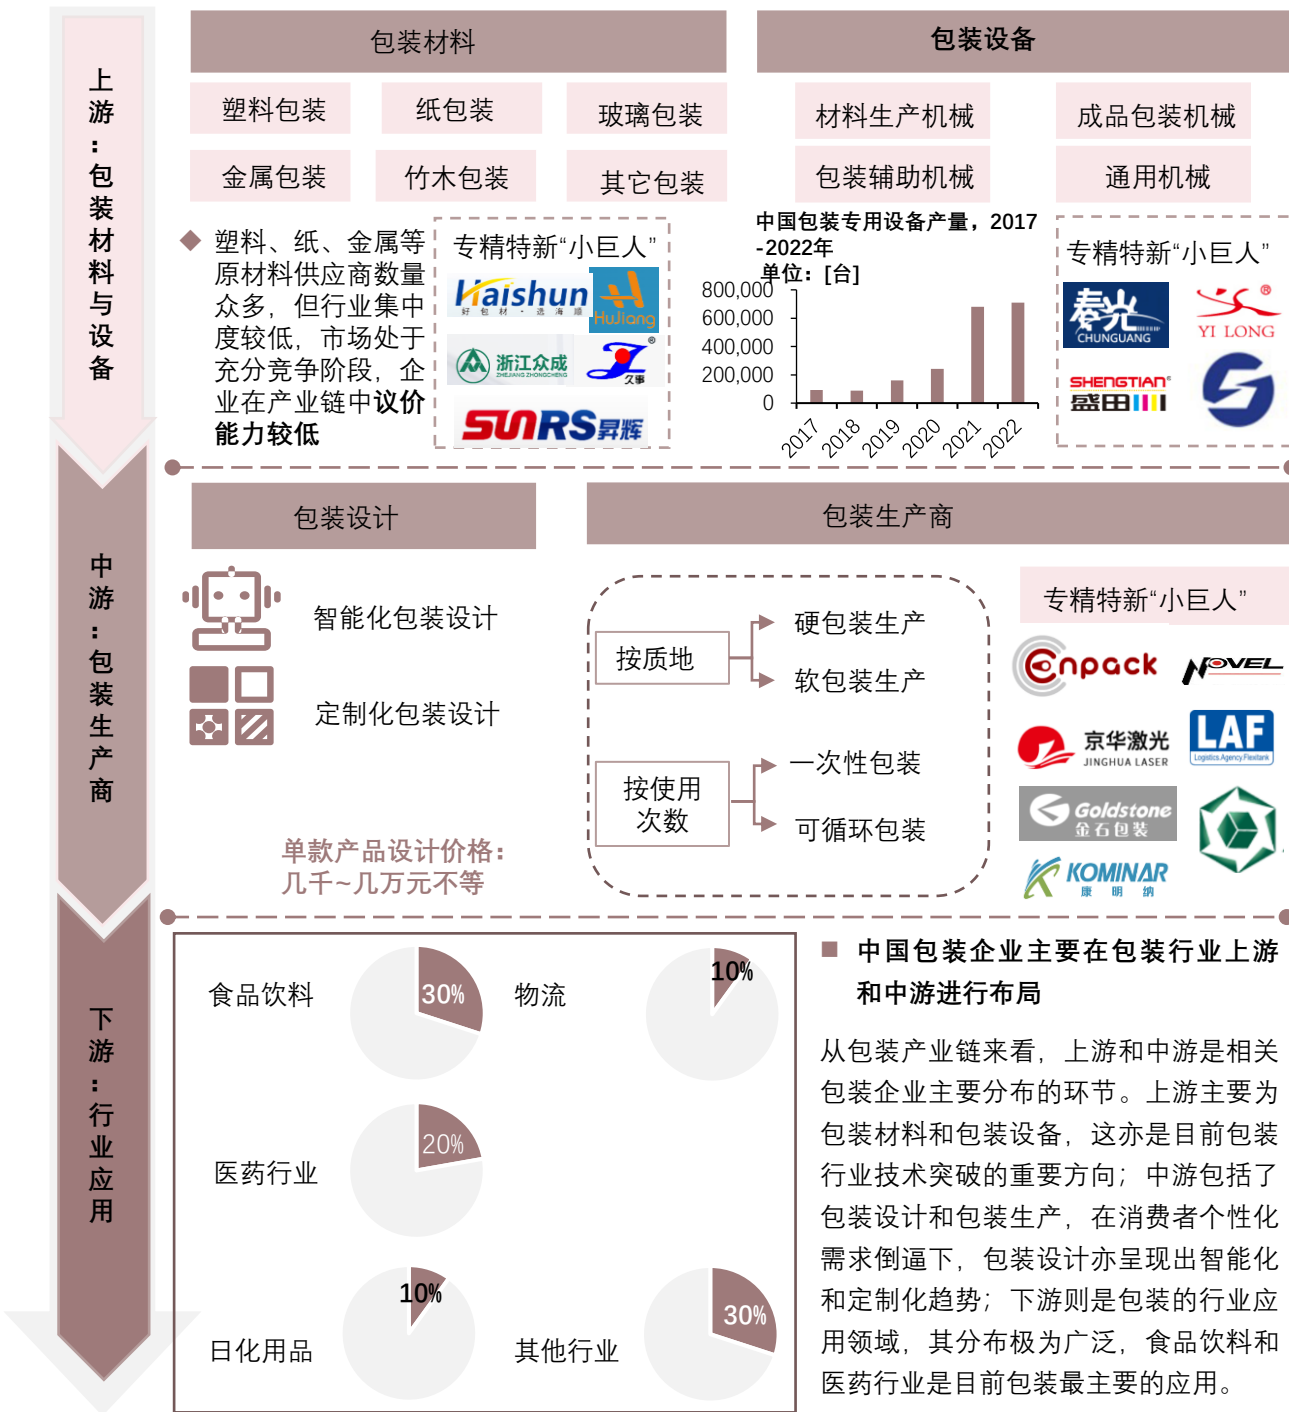 上游：包装材料与设备
包装材料
塑料包装
纸包装
玻璃包装
金属包装
竹木包装
其它包装
◆ 塑料、纸、金属等
原材料供应商数量
众多，但行业集中
度较低，市场处于
充分竞争阶段，企
业在产业链中议价
能力较低
专精特新“小巨人”
Haishun
好包材·选海顺
HuJiang
浙江众成
ZHEJIANG ZHONGCHENG
久事
®
SUNRS昇辉
包装设备
材料生产机械
成品包装机械
包装辅助机械
通用机械
中国包装专用设备产量，2017
-2022年
单位：[台]
800,000
600,000
400,000
200,000
0
2017
2018
2019
2020
2021
2022
专精特新“小巨人”
春光
CHUNGUANG
®
YI LONG
SHENGTIAN®
盛田
中游：包装生产商
包装设计
智能化包装设计
定制化包装设计
单款产品设计价格：
几千~几万元不等
包装生产商
按质地
硬包装生产
软包装生产
按使用
次数
一次性包装
可循环包装
专精特新“小巨人”
Enpack
NOVEL
京华激光
JINGHUA LASER
LAF
Logistics.Agency.Flexitank
Goldstone
金石包装
KOMINAR
康明纳
下游：行业应用
食品饮料
30%
物流
10%
医药行业
20%
日化用品
10%
其他行业
30%
■ 中国包装企业主要在包装行业上游
和中游进行布局
从包装产业链来看，上游和中游是相关
包装企业主要分布的环节。上游主要为
包装材料和包装设备，这亦是目前包装
行业技术突破的重要方向；中游包括了
包装设计和包装生产，在消费者个性化
需求倒逼下，包装设计亦呈现出智能化
和定制化趋势；下游则是包装的行业应
用领域，其分布极为广泛，食品饮料和
医药行业是目前包装最主要的应用。